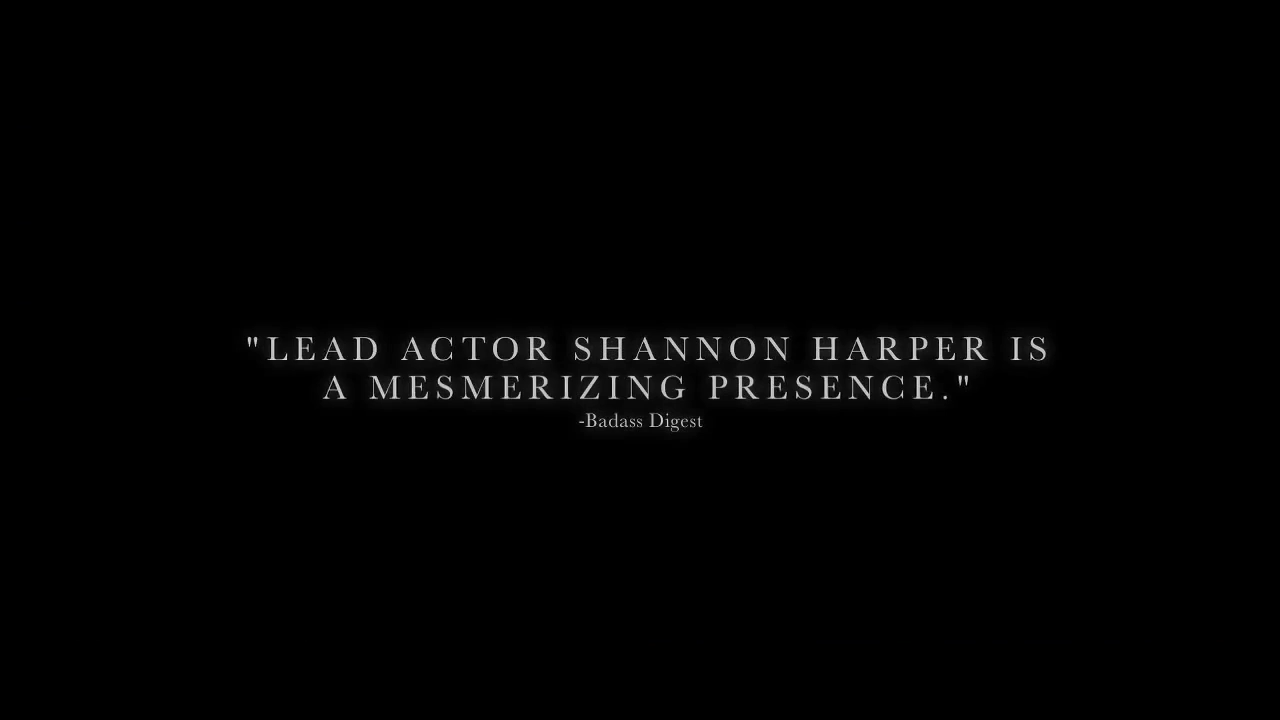 "LEAD ACTOR SHANNON HARPER IS
A MESMERIZING PRESENCE."
-Badass Digest